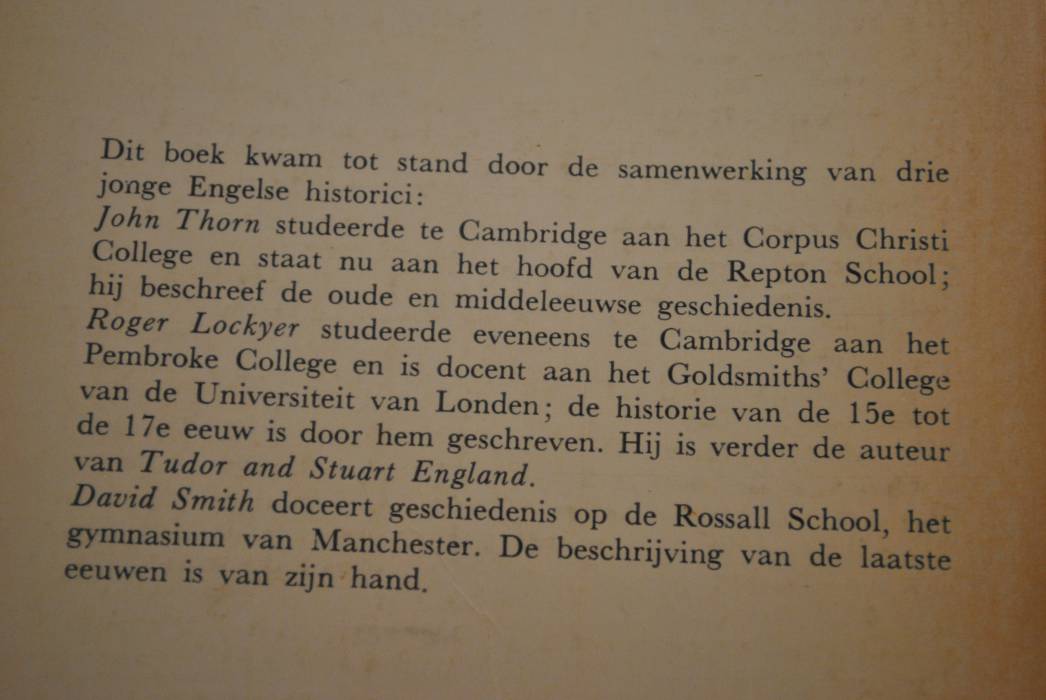 Dit boek kwam tot stand door de samenwerking van drie
jonge Engelse historici:
John Thorn studeerde te Cambridge aan het Corpus Christi
College en staat nu aan het hoofd van de Repton School;
hij beschreef de oude en middeleeuwse geschiedenis.
Roger Lockyer studeerde eveneens te Cambridge aan het
Pembroke College en is docent aan het Goldsmiths' College
van de Universiteit van Londen; de historie van de 15e tot
de 17e eeuw is door hem geschreven. Hij is verder de auteur
van Tudor and Stuart England.
David Smith doceert geschiedenis op de Rossall School, het
gymnasium van Manchester. De beschrijving van de laatste
eeuwen is van zijn hand.